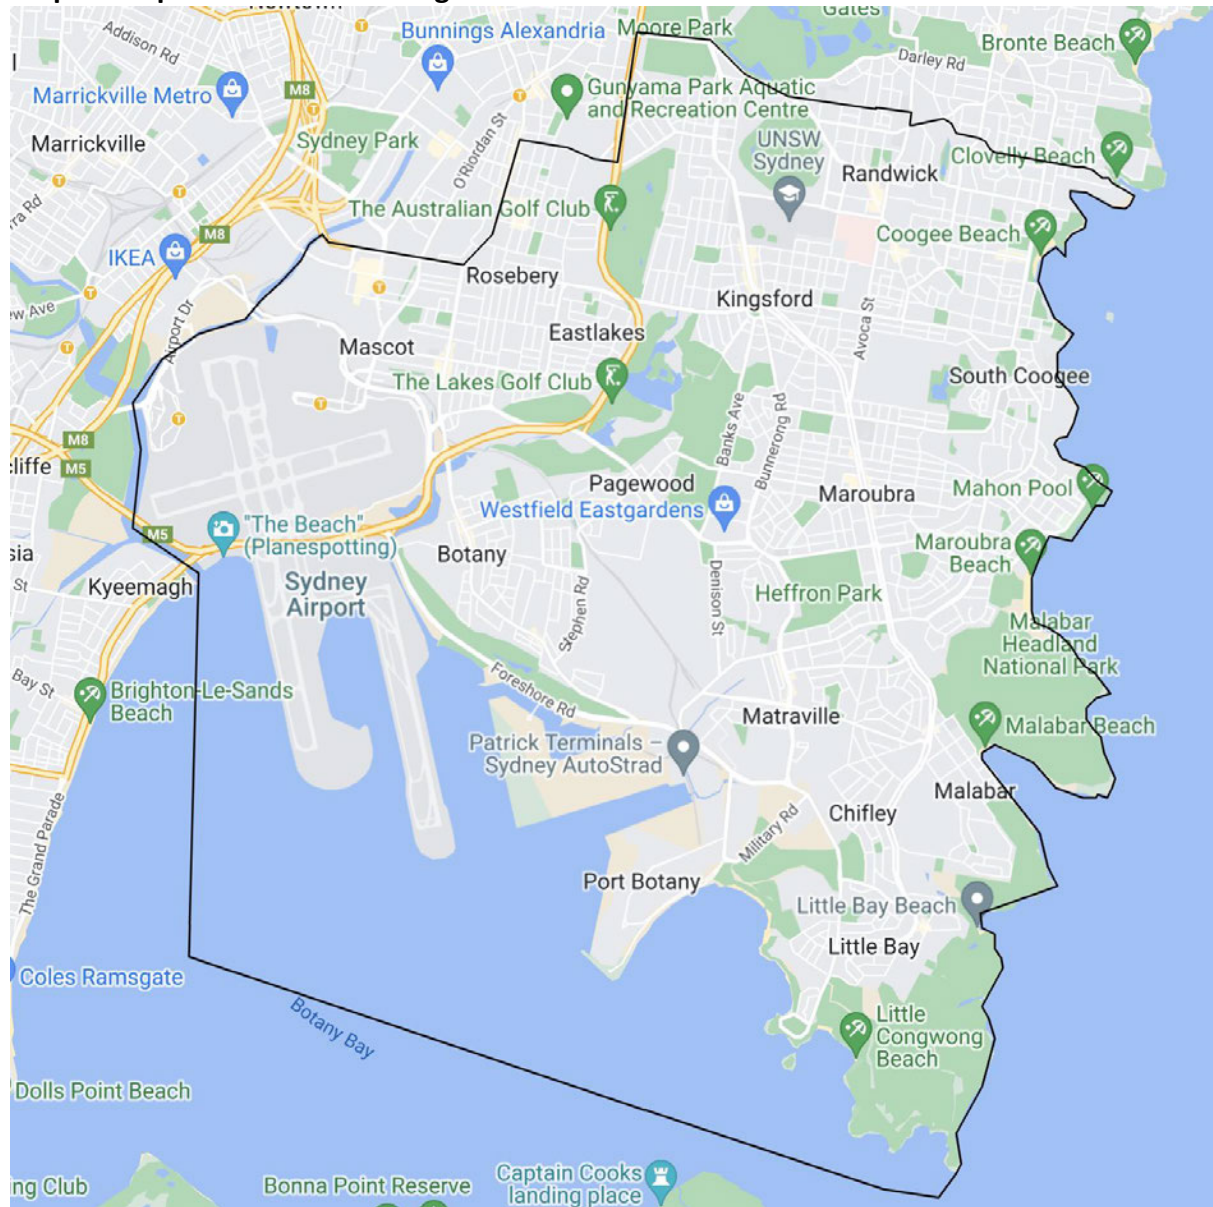 Gates
Bunnings Alexandria
Moore Park
Bronte Beach
Addison Rd
Darley Rd
Marrickville Metro
M8
Gunyama Park Aquatic
and Recreation Centre
Marrickville
Sydney Park
O'Riordan St
UNSW
Sydney
Clovelly Beach
Randwick
The Australian Golf Club
M8
Coogee Beach
IKEA
Rosebery
Kingsford
Airport Dr
Avoca St
Eastlakes
Mascot
The Lakes Golf Club
South Coogee
Banks Ave
Bunnerong Rd
M8
M5
Pagewood
Maroubra
Mahon Pool
Westfield Eastgardens
M5
"The Beach"
(Planespotting)
Botany
Maroubra
Beach
Kyeemagh
Sydney
Airport
Stephen Rd
Denison St
Heffron Park
Malabar
Headland
National Park
Bay St
Brighton-Le-Sands
Beach
Foreshore Rd
Matraville
Malabar Beach
Patrick Terminals –
Sydney AutoStrad
Malabar
The Grand Parade
Military Rd
Chifley
Port Botany
Little Bay Beach
Little Bay
Coles Ramsgate
Botany Bay
Little
Congwong
Beach
Dolls Point Beach
ng Club
Bonna Point Reserve
Captain Cooks
landing place